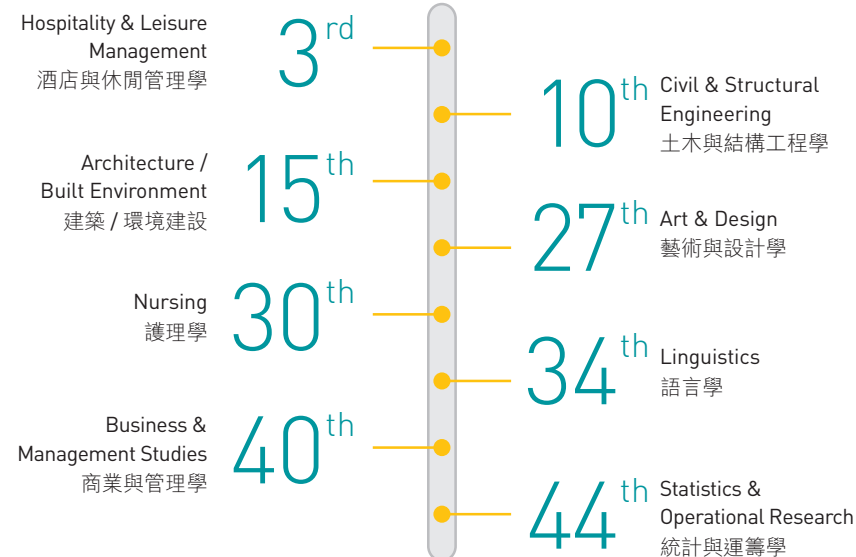 Hospitality & Leisure
Management
酒店與休閒管理學
3rd
10th
Civil & Structural
Engineering
土木與結構工程學
Architecture /
Built Environment
建築 / 環境建設
15th
27th
Art & Design
藝術與設計學
Nursing
護理學
30th
34th
Linguistics
語言學
Business &
Management Studies
商業與管理學
40th
44th
Statistics &
Operational Research
統計與運籌學